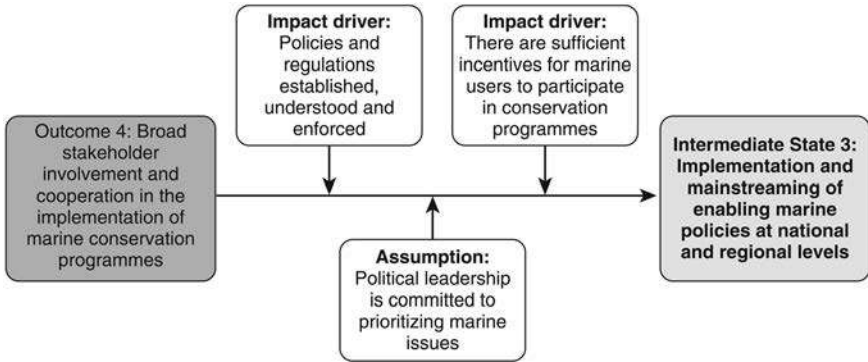 Impact driver:
Policies and
regulations
established,
understood and
enforced
Impact driver:
There are sufficient
incentives for marine
users to participate
in conservation
programmes
Outcome 4: Broad
stakeholder
involvement and
cooperation in the
implementation of
marine conservation
programmes
Intermediate State 3:
Implementation and
mainstreaming of
enabling marine
policies at national
and regional levels
Assumption:
Political leadership
is committed to
prioritizing marine
issues